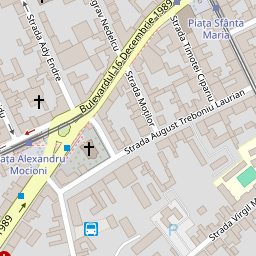 Strada Ady Endre
Nedelcu
Bulevardul 16 Decembrie 1989
Piața Sfânta
Maria
Strada Timotei Cipariu
Strada Moților
Strada August Treboniu Laurian
Alexandru
Mocioni
1989
Strada Virgil